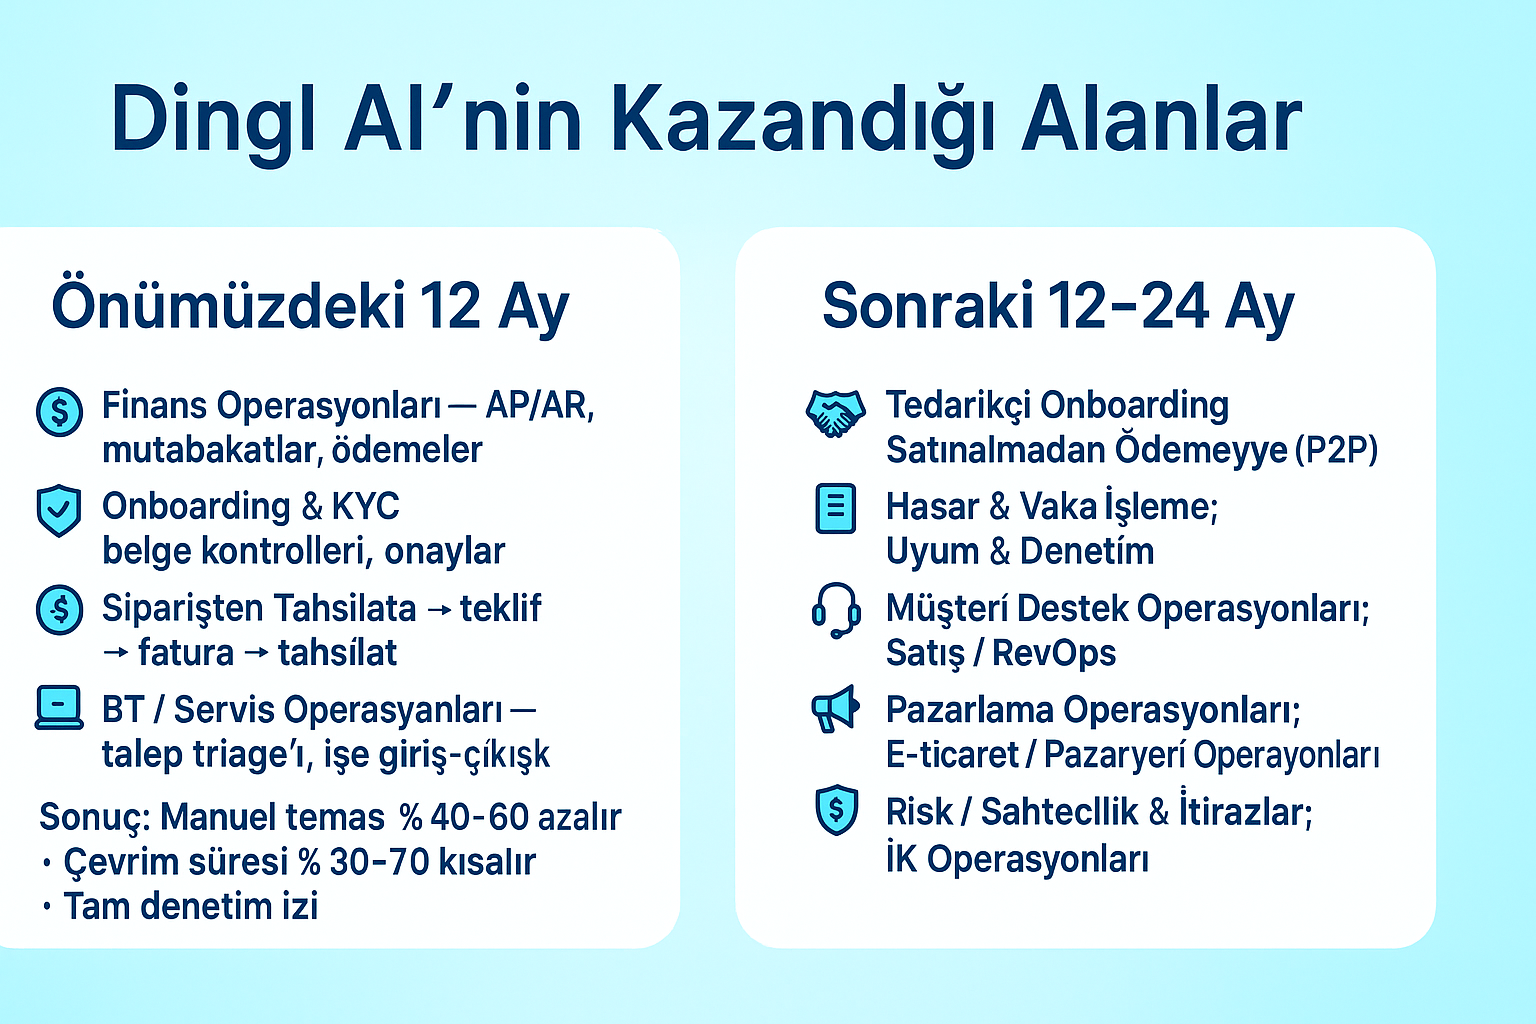 Dingl AI’nin Kazandığı Alanlar
Önümüzdeki 12 Ay
Finans Operasyonları — AP/AR,
mutabakatlar, ödemeler
Onboarding & KYC
belge kontrolleri, onaylar
Siparişten Tahsilata → teklif
→ fatura → tahsílat
BT / Servis Operasyanları —
talep triage’ı, işe giriş-çíkışk
Sonuç: Manuel temas % 40-60 azalır
• Çevrim süresi % 30-70 kısalır
• Tam denetim izi
Sonraki 12-24 Ay
Tedarikçi Onboarding
Satınalmadan Ŏdemeyye (P2P)
Hasar & Vaka İşleme;
Uyum & Denetím
Müşterí Destek Operasyonları;
Satış / RevOps
Pazarlama Operasyonları;
E-ticaret / Pazaryerí Operayonları
Risk / Sahtecllik & İtirazlar;
İK Operasyonları